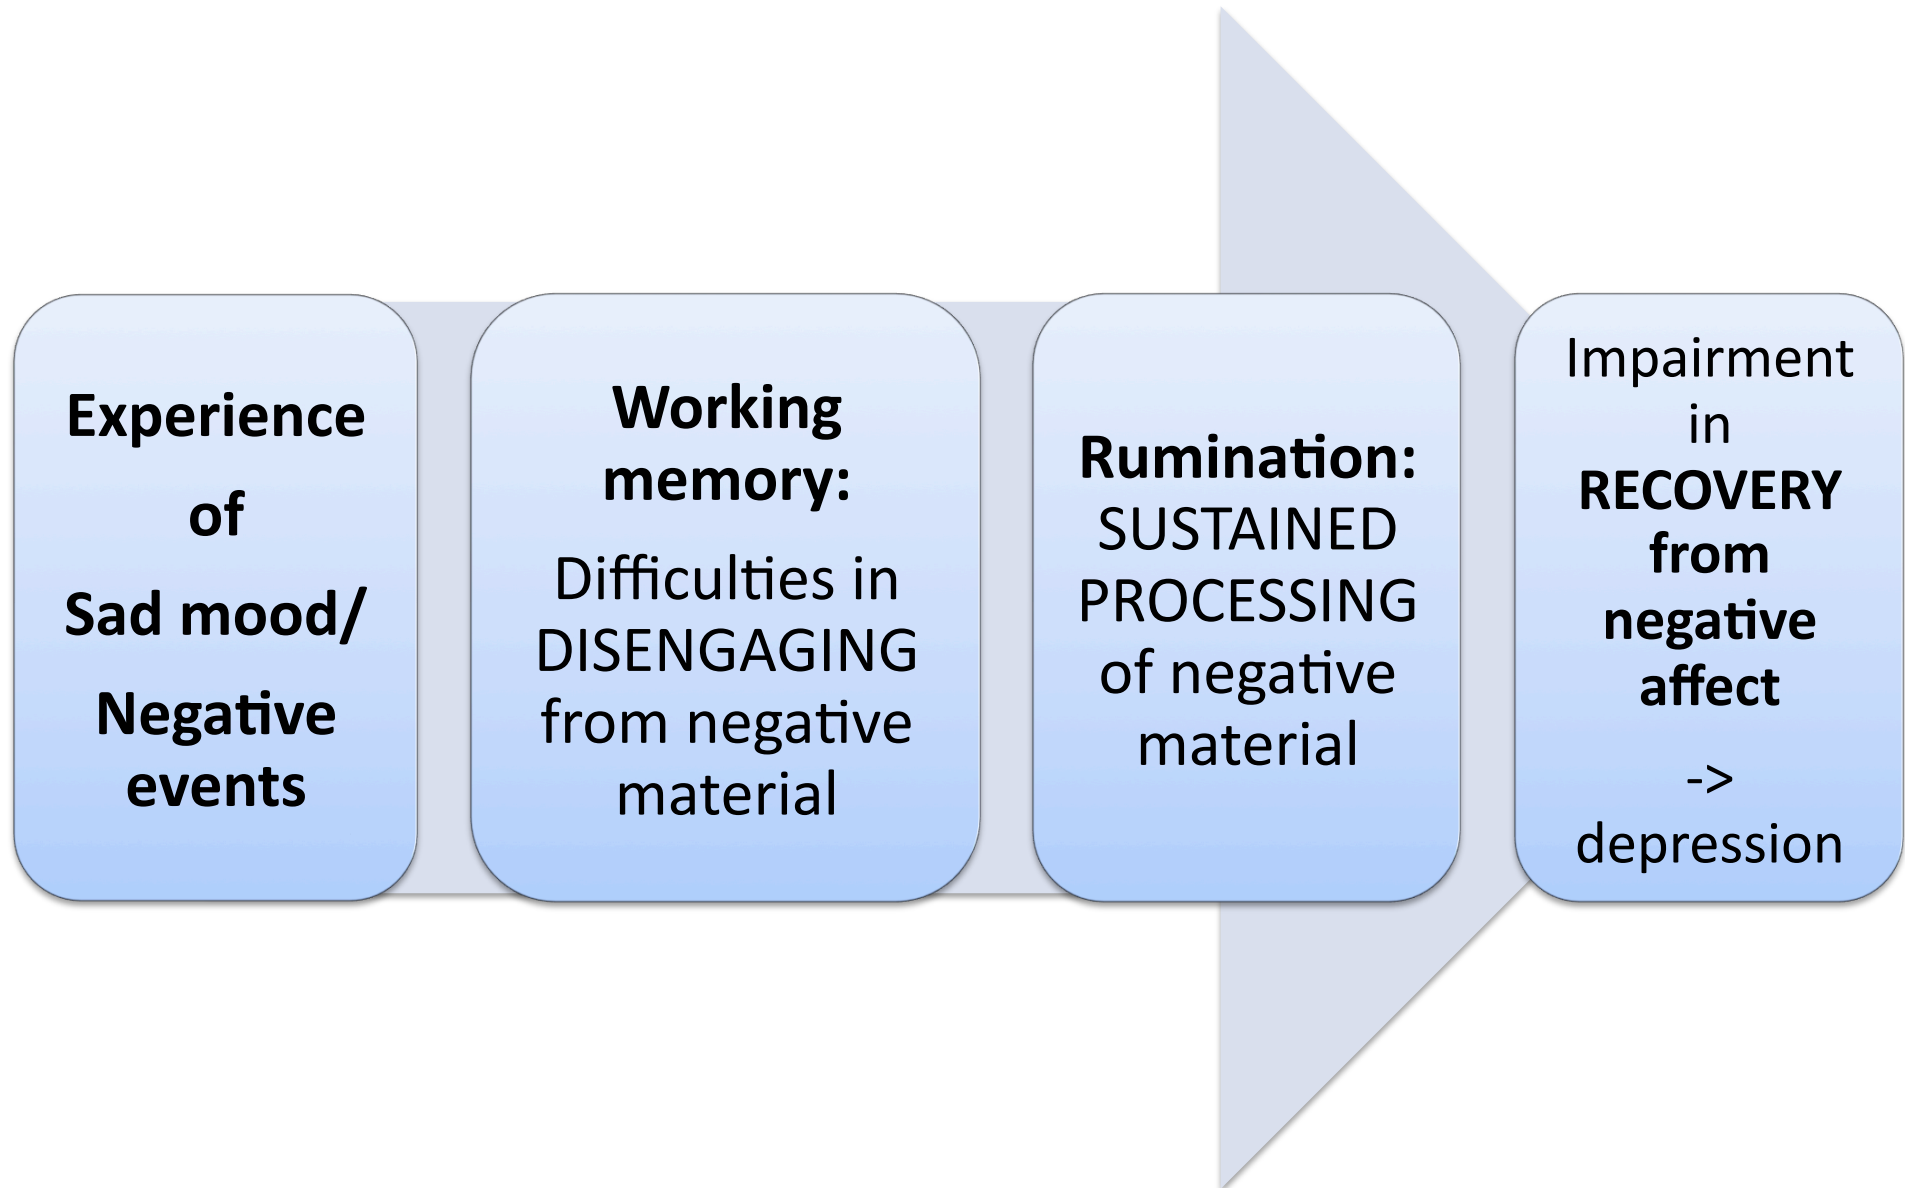 Experience
of
Sad mood/
Negative
events
Working
memory:
Difficulties in
DISENGAGING
from negative
material
Rumination:
SUSTAINED
PROCESSING
of negative
material
Impairment
in
RECOVERY
from
negative
affect
->
depression